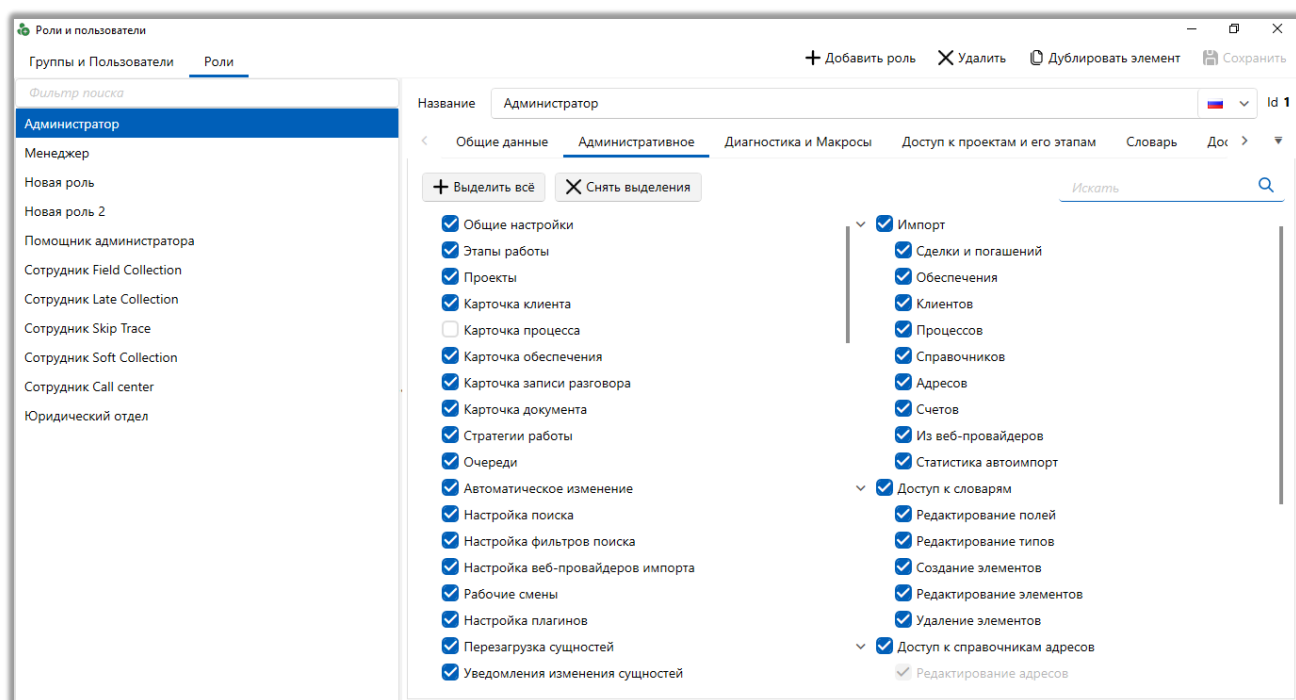 Роли и пользователи
Группы и Пользователи Роли
Добавить роль Удалить Дублировать элемент Сохранить
Фильтр поиска
Администратор
Менеджер
Новая роль
Новая роль 2
Помощник администратора
Сотрудник Field Collection
Сотрудник Late Collection
Сотрудник Skip Trace
Сотрудник Soft Collection
Сотрудник Call center
Юридический отдел
Название Администратор Id 1
Общие данные Административное Диагностика и Макросы Доступ к проектам и его этапам Словарь Дос
Выделить всё Снять выделения Искать
Общие настройки
Этапы работы
Проекты
Карточка клиента
Карточка процесса
Карточка обеспечения
Карточка записи разговора
Карточка документа
Стратегии работы
Очереди
Автоматическое изменение
Настройка поиска
Настройка фильтров поиска
Настройка веб-провайдеров импорта
Рабочие смены
Настройка плагинов
Перезагрузка сущностей
Уведомления изменения сущностей
Импорт
Сделки и погашений
Обеспечения
Клиентов
Процессов
Справочников
Адресов
Счетов
Из веб-провайдеров
Статистика автоимпорт
Доступ к словарям
Редактирование полей
Редактирование типов
Создание элементов
Редактирование элементов
Удаление элементов
Доступ к справочникам адресов
Редактирование адресов